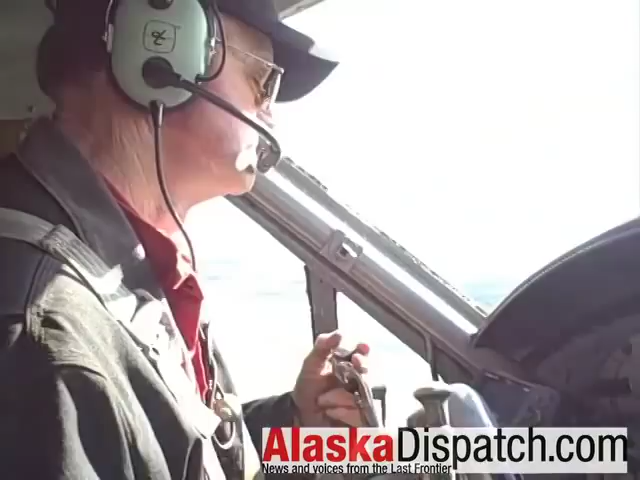 AlaskaDispatch.com
News and voices from the Last Frontier